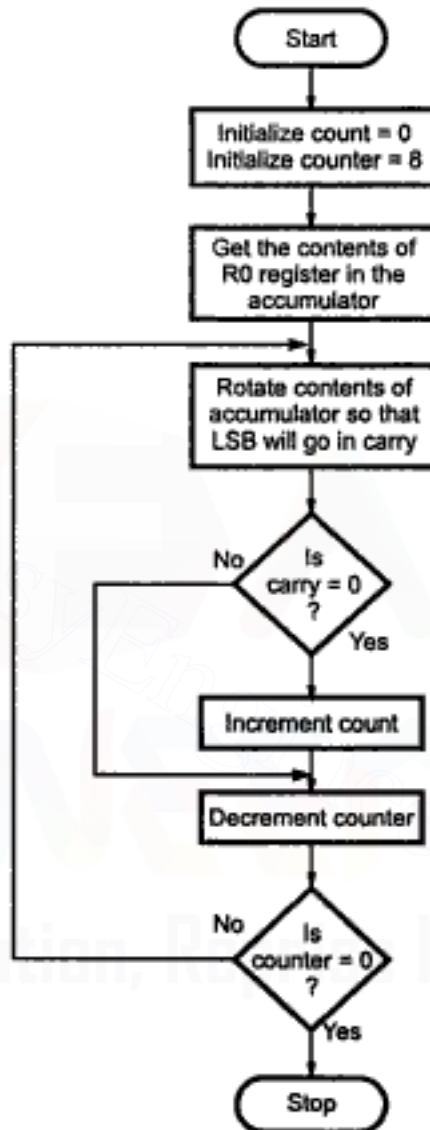 Start
Initialize count = 0
Initialize counter = 8
Get the contents of
R0 register in the
accumulator
Rotate contents of
accumulator so that
LSB will go in carry
No
Is
carry = 0
?
Yes
Increment count
Decrement counter
No
Is
counter = 0
?
Yes
Stop